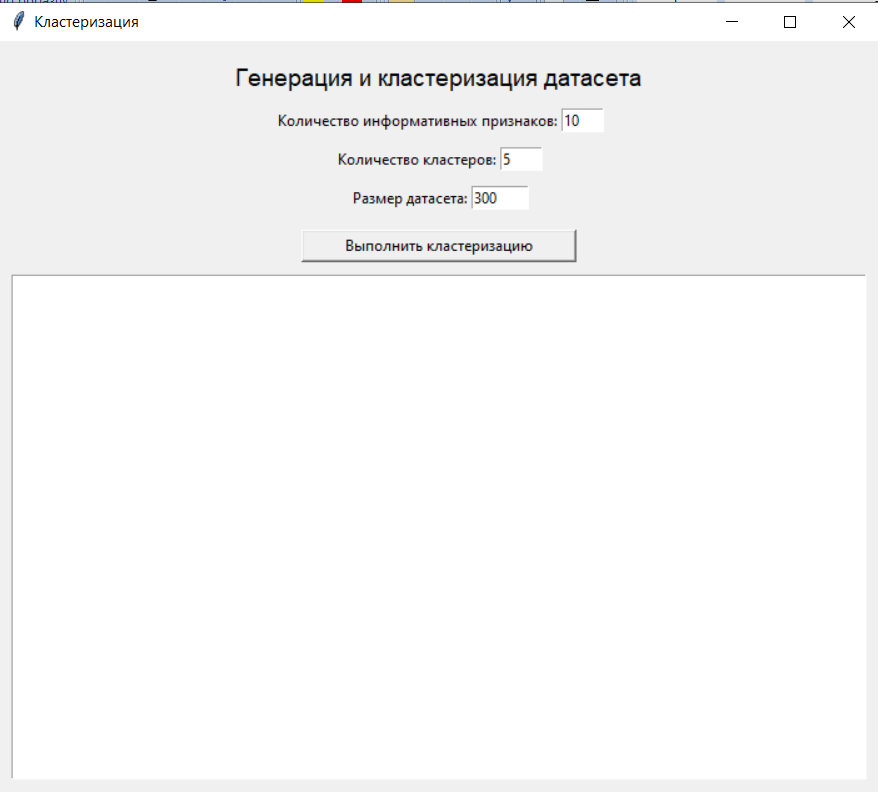 Кластеризация
Генерация и кластеризация датасета
Количество информативных признаков: 10
Количество кластеров: 5
Размер датасета: 300
Выполнить кластеризацию